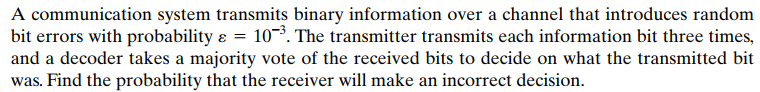 A communication system transmits binary information over a channel that introduces random
bit errors with probability ε = 10⁻³. The transmitter transmits each information bit three times,
and a decoder takes a majority vote of the received bits to decide on what the transmitted bit
was. Find the probability that the receiver will make an incorrect decision.